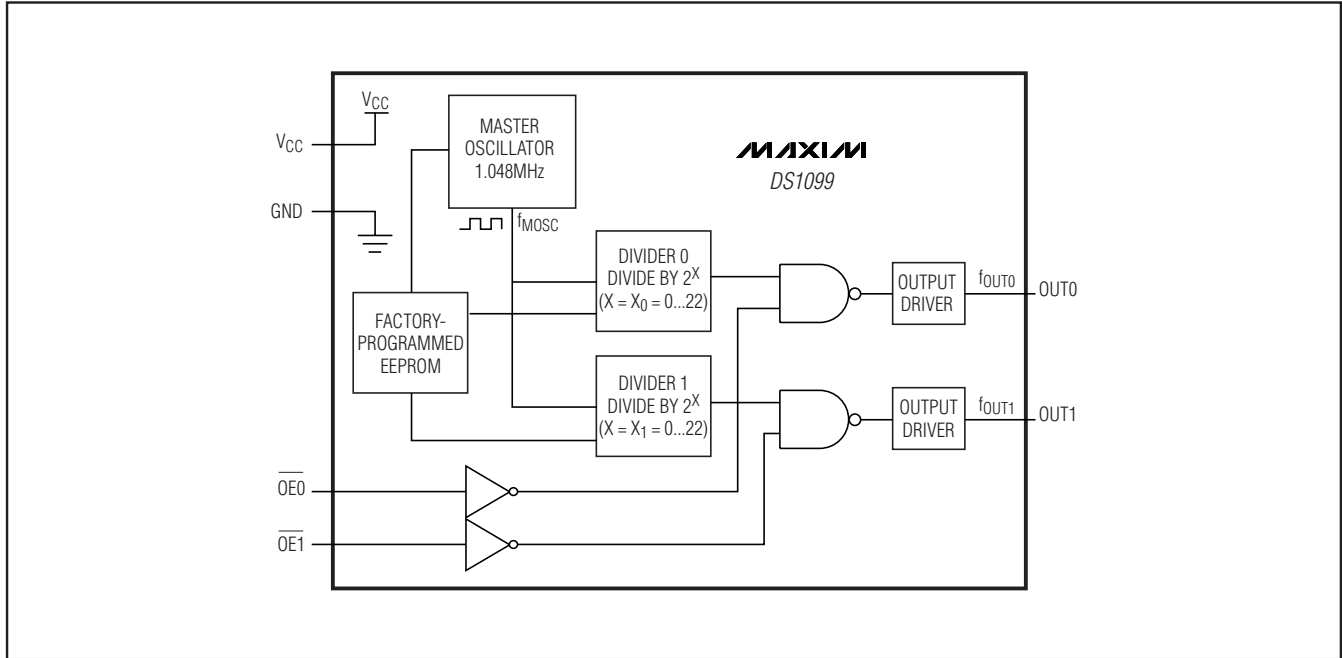 VCC
VCC
GND
MASTER
OSCILLATOR
1.048MHz
MAXIM
DS1099
fMOSC
FACTORY-
PROGRAMMED
EEPROM
DIVIDER 0
DIVIDE BY 2X
(X = X0 = 0...22)
DIVIDER 1
DIVIDE BY 2X
(X = X1 = 0...22)
OUTPUT
DRIVER
fOUT0
OUT0
OUTPUT
DRIVER
fOUT1
OUT1
OE0
OE1